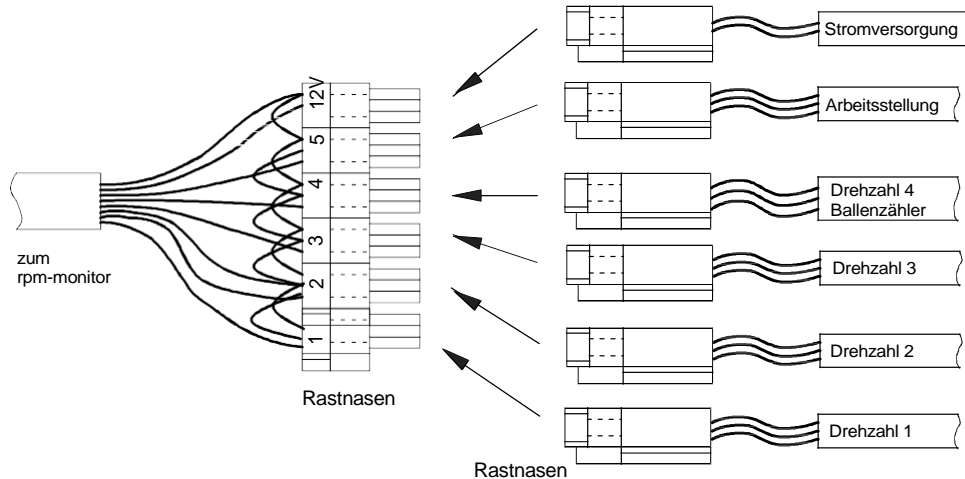 zum
rpm-monitor
12V
5
4
3
2
1
Rastnasen
Stromversorgung
Arbeitsstellung
Drehzahl 4
Ballenzähler
Drehzahl 3
Drehzahl 2
Drehzahl 1
Rastnasen